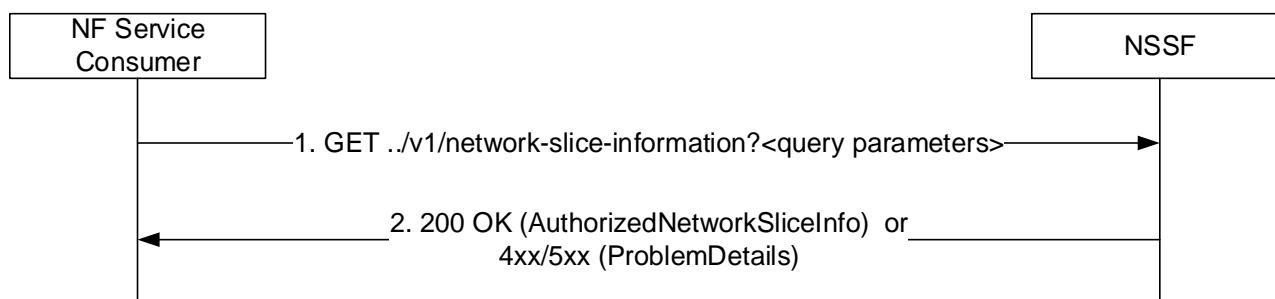 NF Service
Consumer
NSSF
1. GET ../v1/network-slice-information?<query parameters>
2. 200 OK (AuthorizedNetworkSliceInfo) or
4xx/5xx (ProblemDetails)